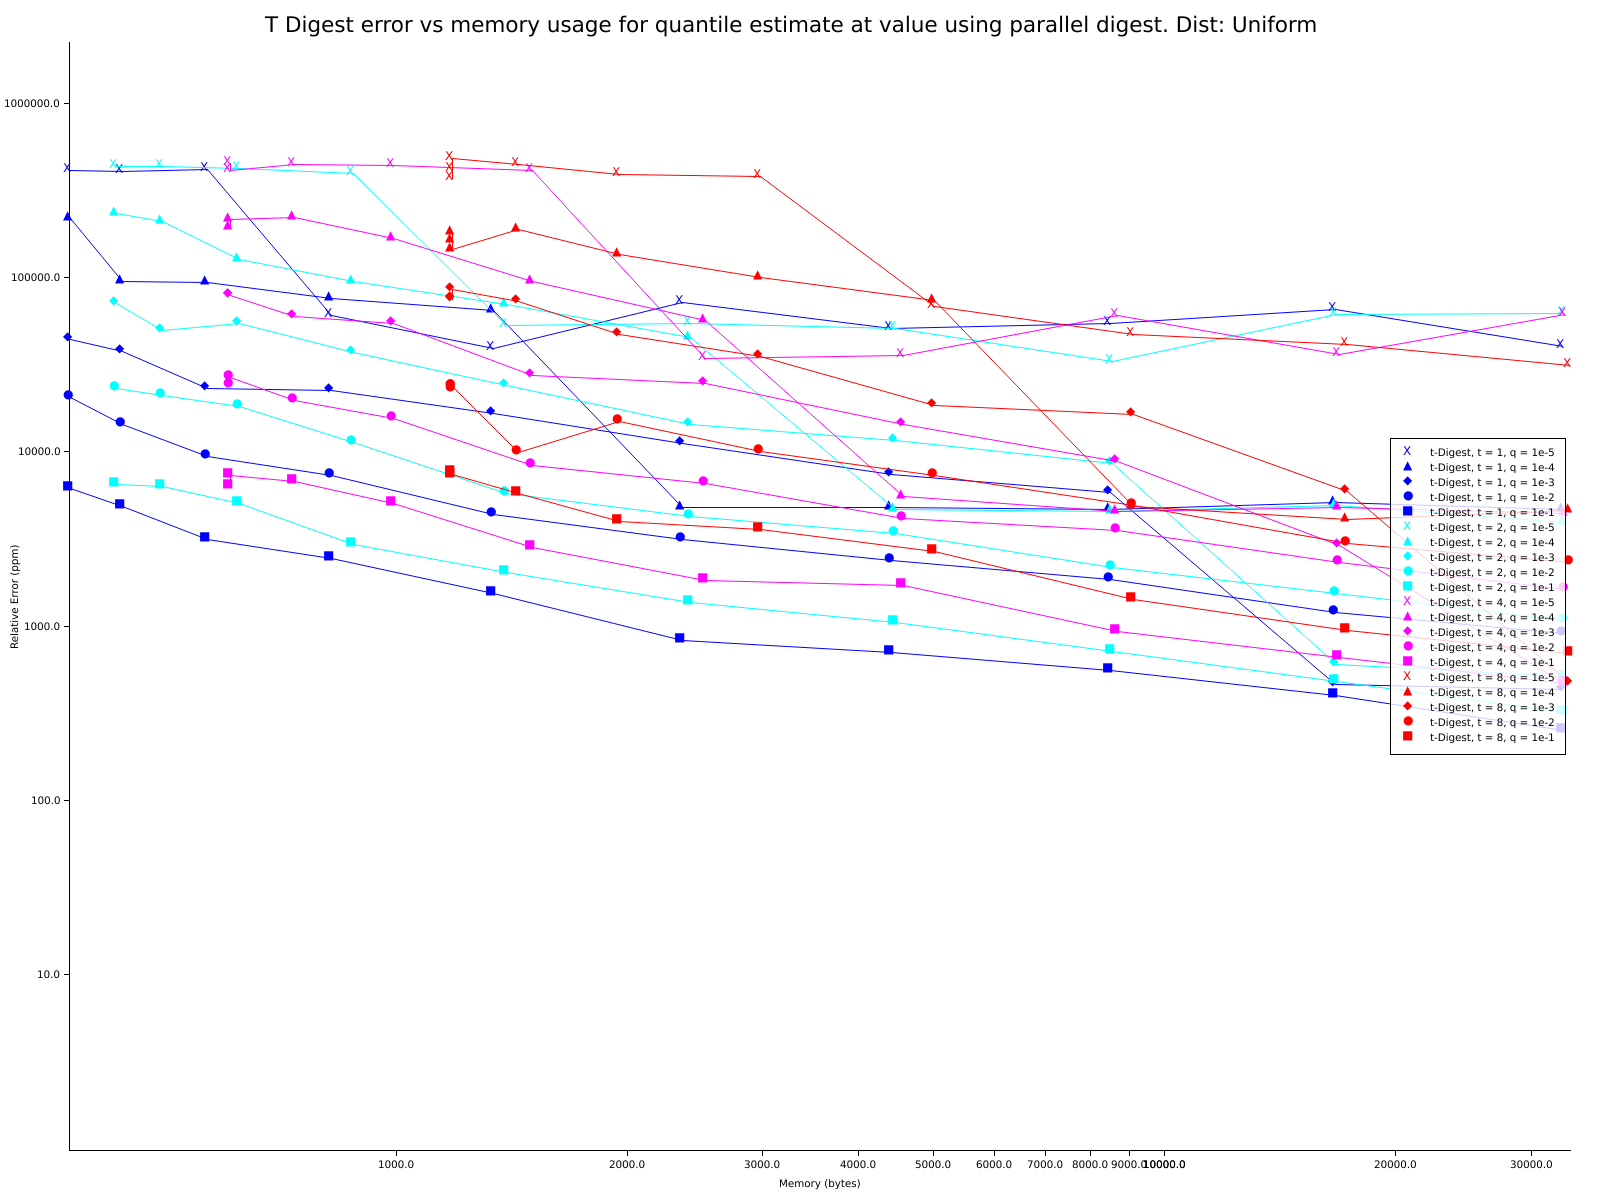 T Digest error vs memory usage for quantile estimate at value using parallel digest. Dist: Uniform
1000000.0
100000.0
10000.0
1000.0
100.0
10.0
Relative Error (ppm)
t-Digest, t = 1, q = 1e-5
t-Digest, t = 1, q = 1e-4
t-Digest, t = 1, q = 1e-3
t-Digest, t = 1, q = 1e-2
t-Digest, t = 1, q = 1e-1
t-Digest, t = 2, q = 1e-5
t-Digest, t = 2, q = 1e-4
t-Digest, t = 2, q = 1e-3
t-Digest, t = 2, q = 1e-2
t-Digest, t = 2, q = 1e-1
t-Digest, t = 4, q = 1e-5
t-Digest, t = 4, q = 1e-4
t-Digest, t = 4, q = 1e-3
t-Digest, t = 4, q = 1e-2
t-Digest, t = 4, q = 1e-1
t-Digest, t = 8, q = 1e-5
t-Digest, t = 8, q = 1e-4
t-Digest, t = 8, q = 1e-3
t-Digest, t = 8, q = 1e-2
t-Digest, t = 8, q = 1e-1
1000.0 2000.0 3000.0 4000.0 5000.0 6000.0 7000.0 8000.0 9000.0 10000.0 20000.0 30000.0
Memory (bytes)